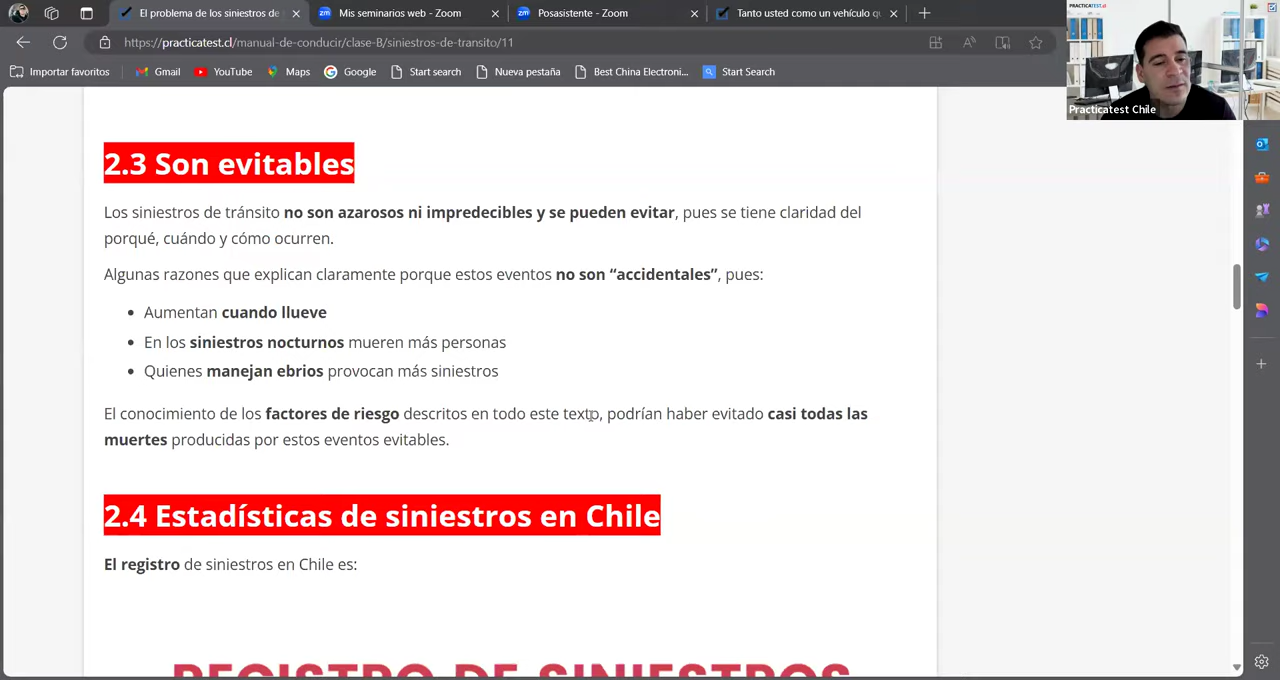 El problema de los siniestros de
Mis seminarios web - Zoom
Posasistente - Zoom
Tanto usted como un vehículo qu
https://practicatest.cl/manual-de-conducir/clase-B/siniestros-de-transito/11
Importar favoritos
Gmail
YouTube
Maps
Google
Start search
Nueva pestaña
Best China Electroni...
Start Search
PRACTICATEST.cl
Practicatest Chile
2.3 Son evitables
Los siniestros de tránsito no son azarosos ni impredecibles y se pueden evitar, pues se tiene claridad del
porqué, cuándo y cómo ocurren.
Algunas razones que explican claramente porque estos eventos no son “accidentales”, pues:
Aumentan cuando llueve
En los siniestros nocturnos mueren más personas
Quienes manejan ebrios provocan más siniestros
El conocimiento de los factores de riesgo descritos en todo este texto, podrían haber evitado casi todas las
muertes producidas por estos eventos evitables.
2.4 Estadísticas de siniestros en Chile
El registro de siniestros en Chile es:
REGISTRO DE SINIESTROS